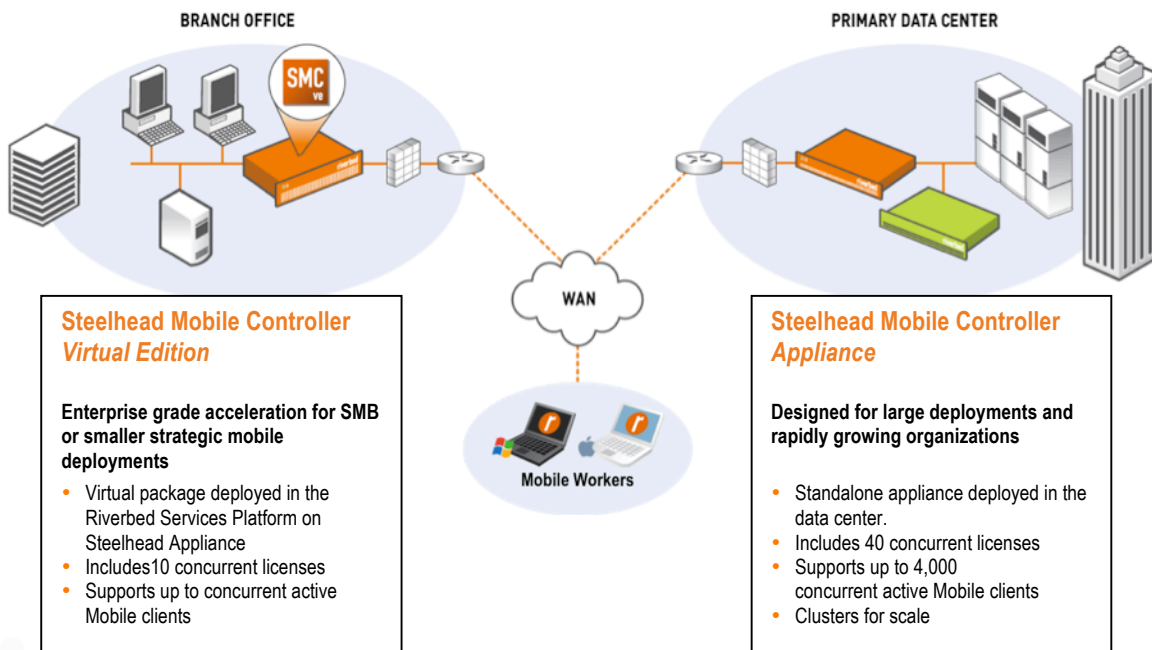 BRANCH OFFICE
PRIMARY DATA CENTER
SMC
ve
riverbed
riverbed
riverbed
WAN
Mobile Workers
Steelhead Mobile Controller
Virtual Edition
Enterprise grade acceleration for SMB
or smaller strategic mobile
deployments
• Virtual package deployed in the
Riverbed Services Platform on
Steelhead Appliance
• Includes10 concurrent licenses
• Supports up to concurrent active
Mobile clients
Steelhead Mobile Controller
Appliance
Designed for large deployments and
rapidly growing organizations
• Standalone appliance deployed in the
data center.
• Includes 40 concurrent licenses
• Supports up to 4,000
concurrent active Mobile clients
• Clusters for scale